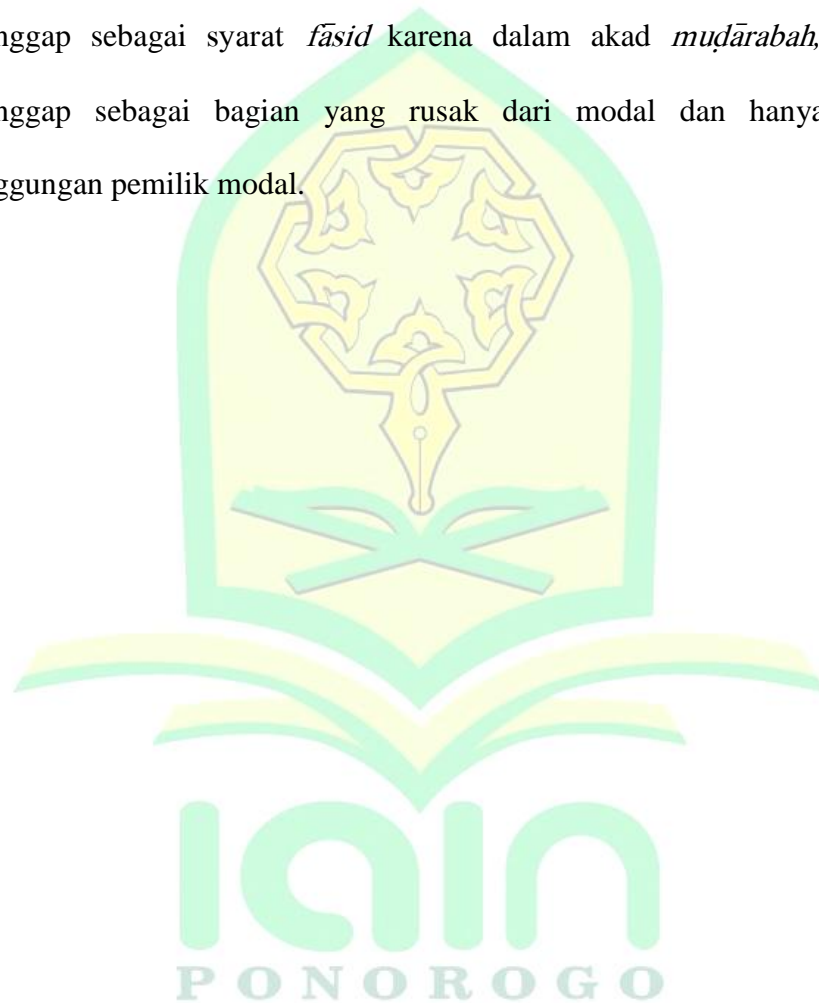 nggap sebagai syarat fāsid karena dalam akad muḍārabah,
nggap sebagai bagian yang rusak dari modal dan hanya
ggungan pemilik modal.
iain
PONOROGO